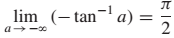 lim a→−∞ (− tan⁻¹ a) = π/2